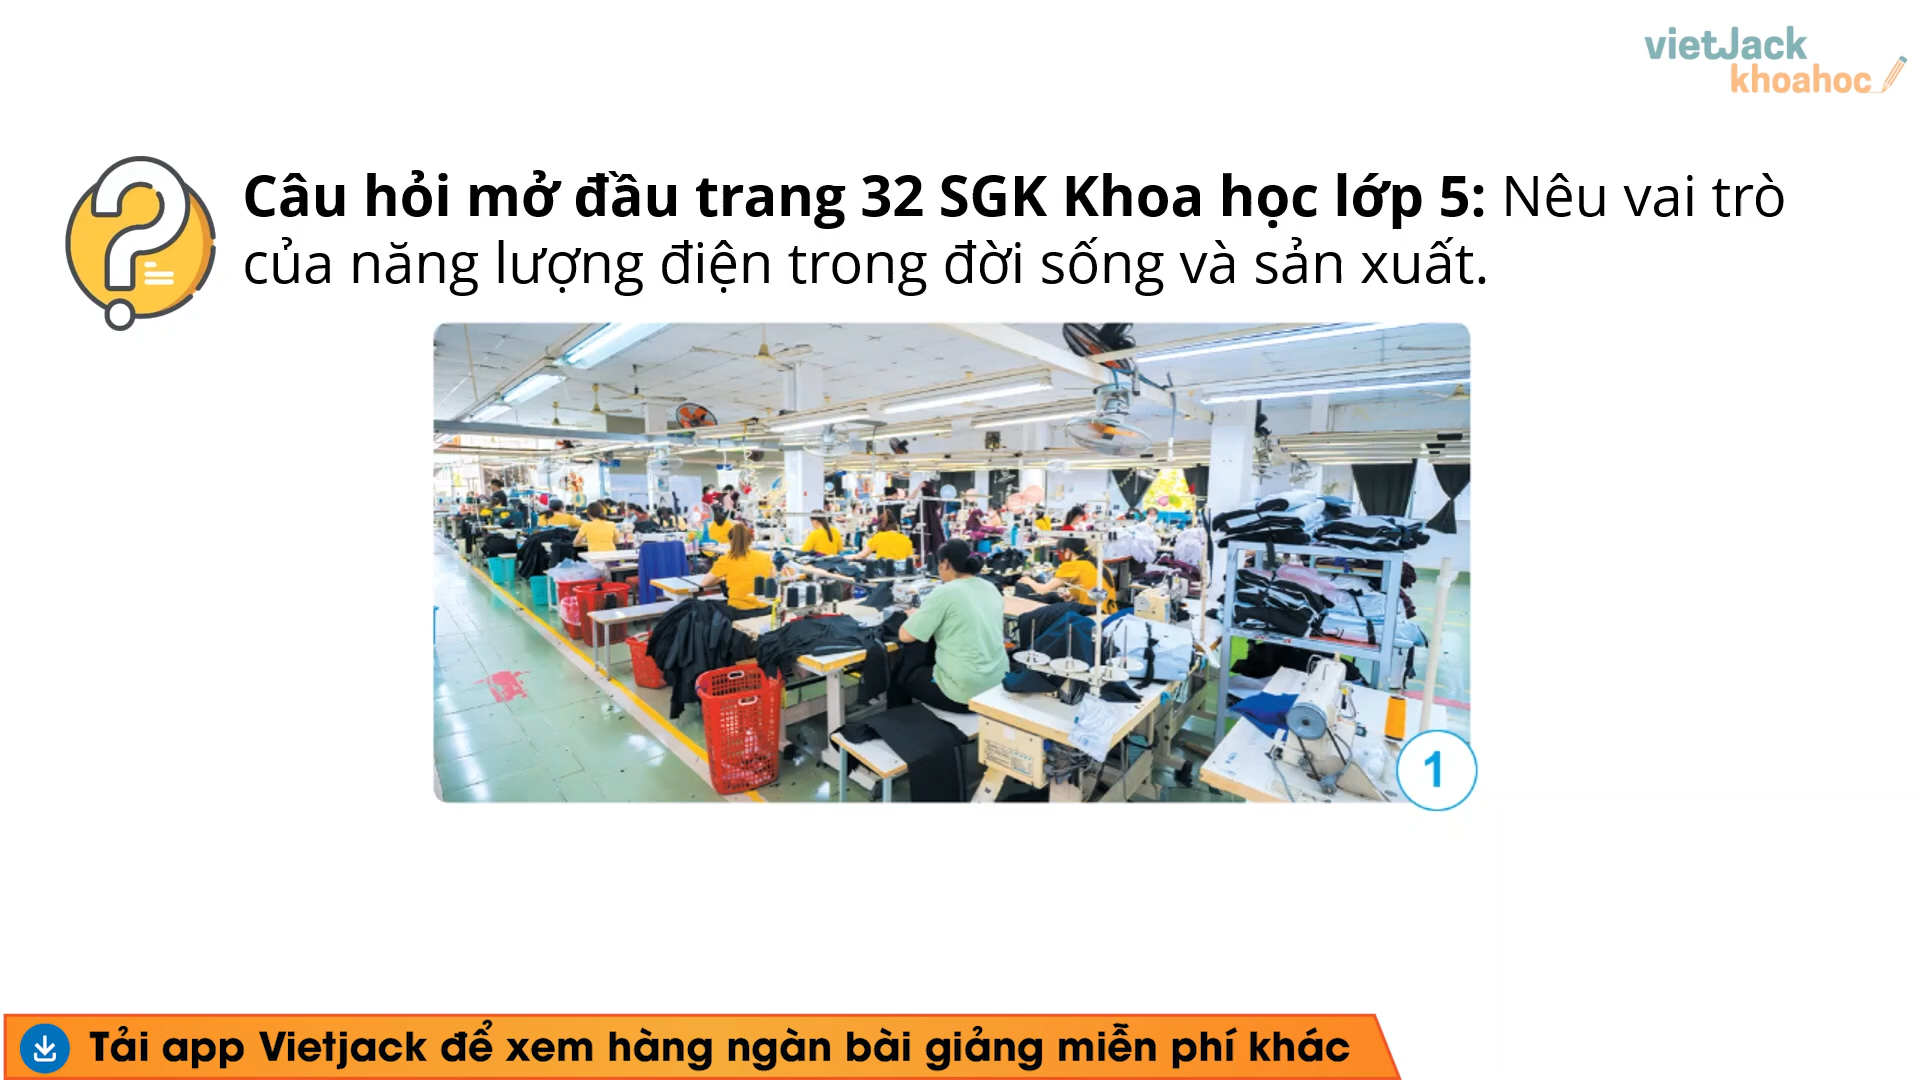 vietJack
khoahoc
Câu hỏi mở đầu trang 32 SGK Khoa học lớp 5: Nêu vai trò
của năng lượng điện trong đời sống và sản xuất.
1
Tải app Vietjack để xem hàng ngàn bài giảng miễn phí khác